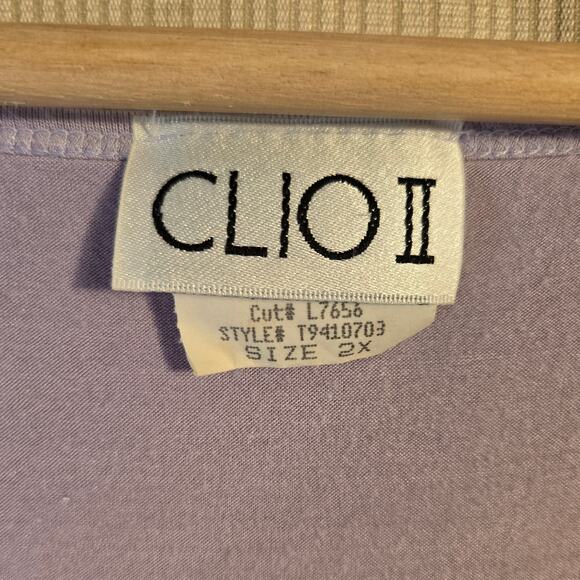 CLIO II
Cut# L7656
STYLE# T9410703
SIZE 2X